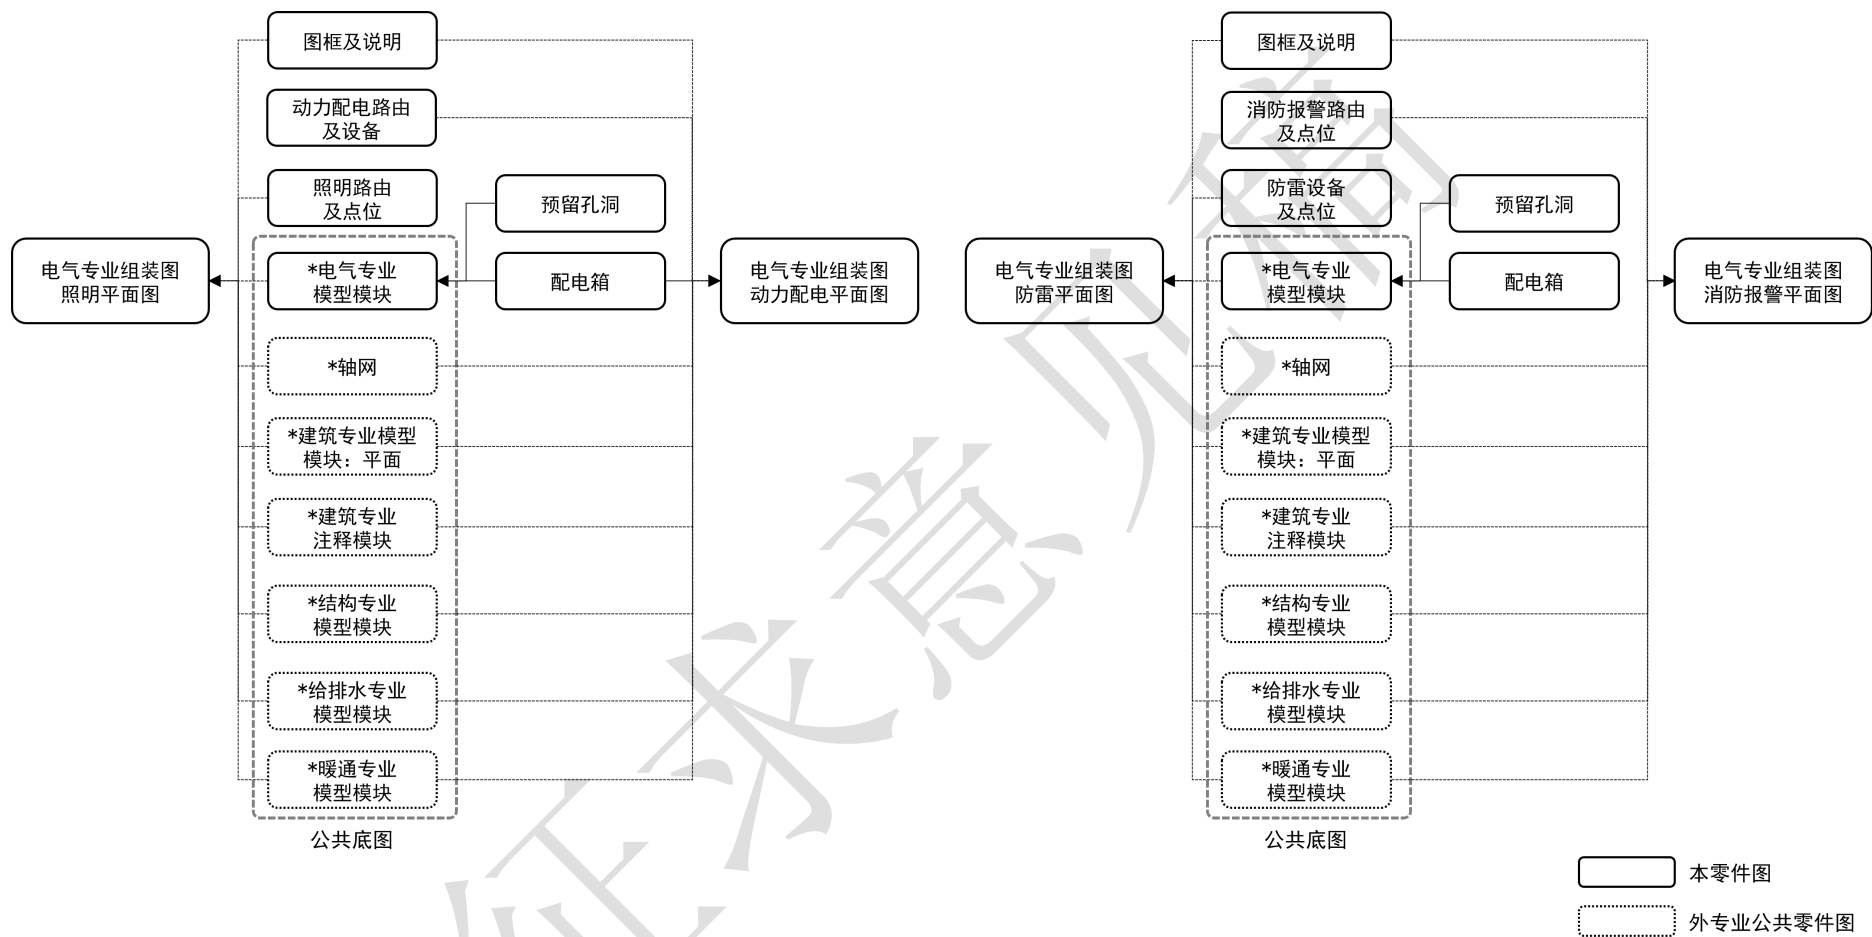 图框及说明
动力配电路由
及设备
照明路由
及点位
预留孔洞
电气专业组装图
照明平面图
*电气专业
模型模块
配电箱
电气专业组装图
动力配电平面图
*轴网
*建筑专业模型
模块：平面
*建筑专业
注释模块
*结构专业
模型模块
*给排水专业
模型模块
*暖通专业
模型模块
公共底图
图框及说明
消防报警路由
及点位
防雷设备
及点位
预留孔洞
电气专业组装图
防雷平面图
*电气专业
模型模块
配电箱
电气专业组装图
消防报警平面图
*轴网
*建筑专业模型
模块：平面
*建筑专业
注释模块
*结构专业
模型模块
*给排水专业
模型模块
*暖通专业
模型模块
公共底图
本零件图
外专业公共零件图
征求意见稿